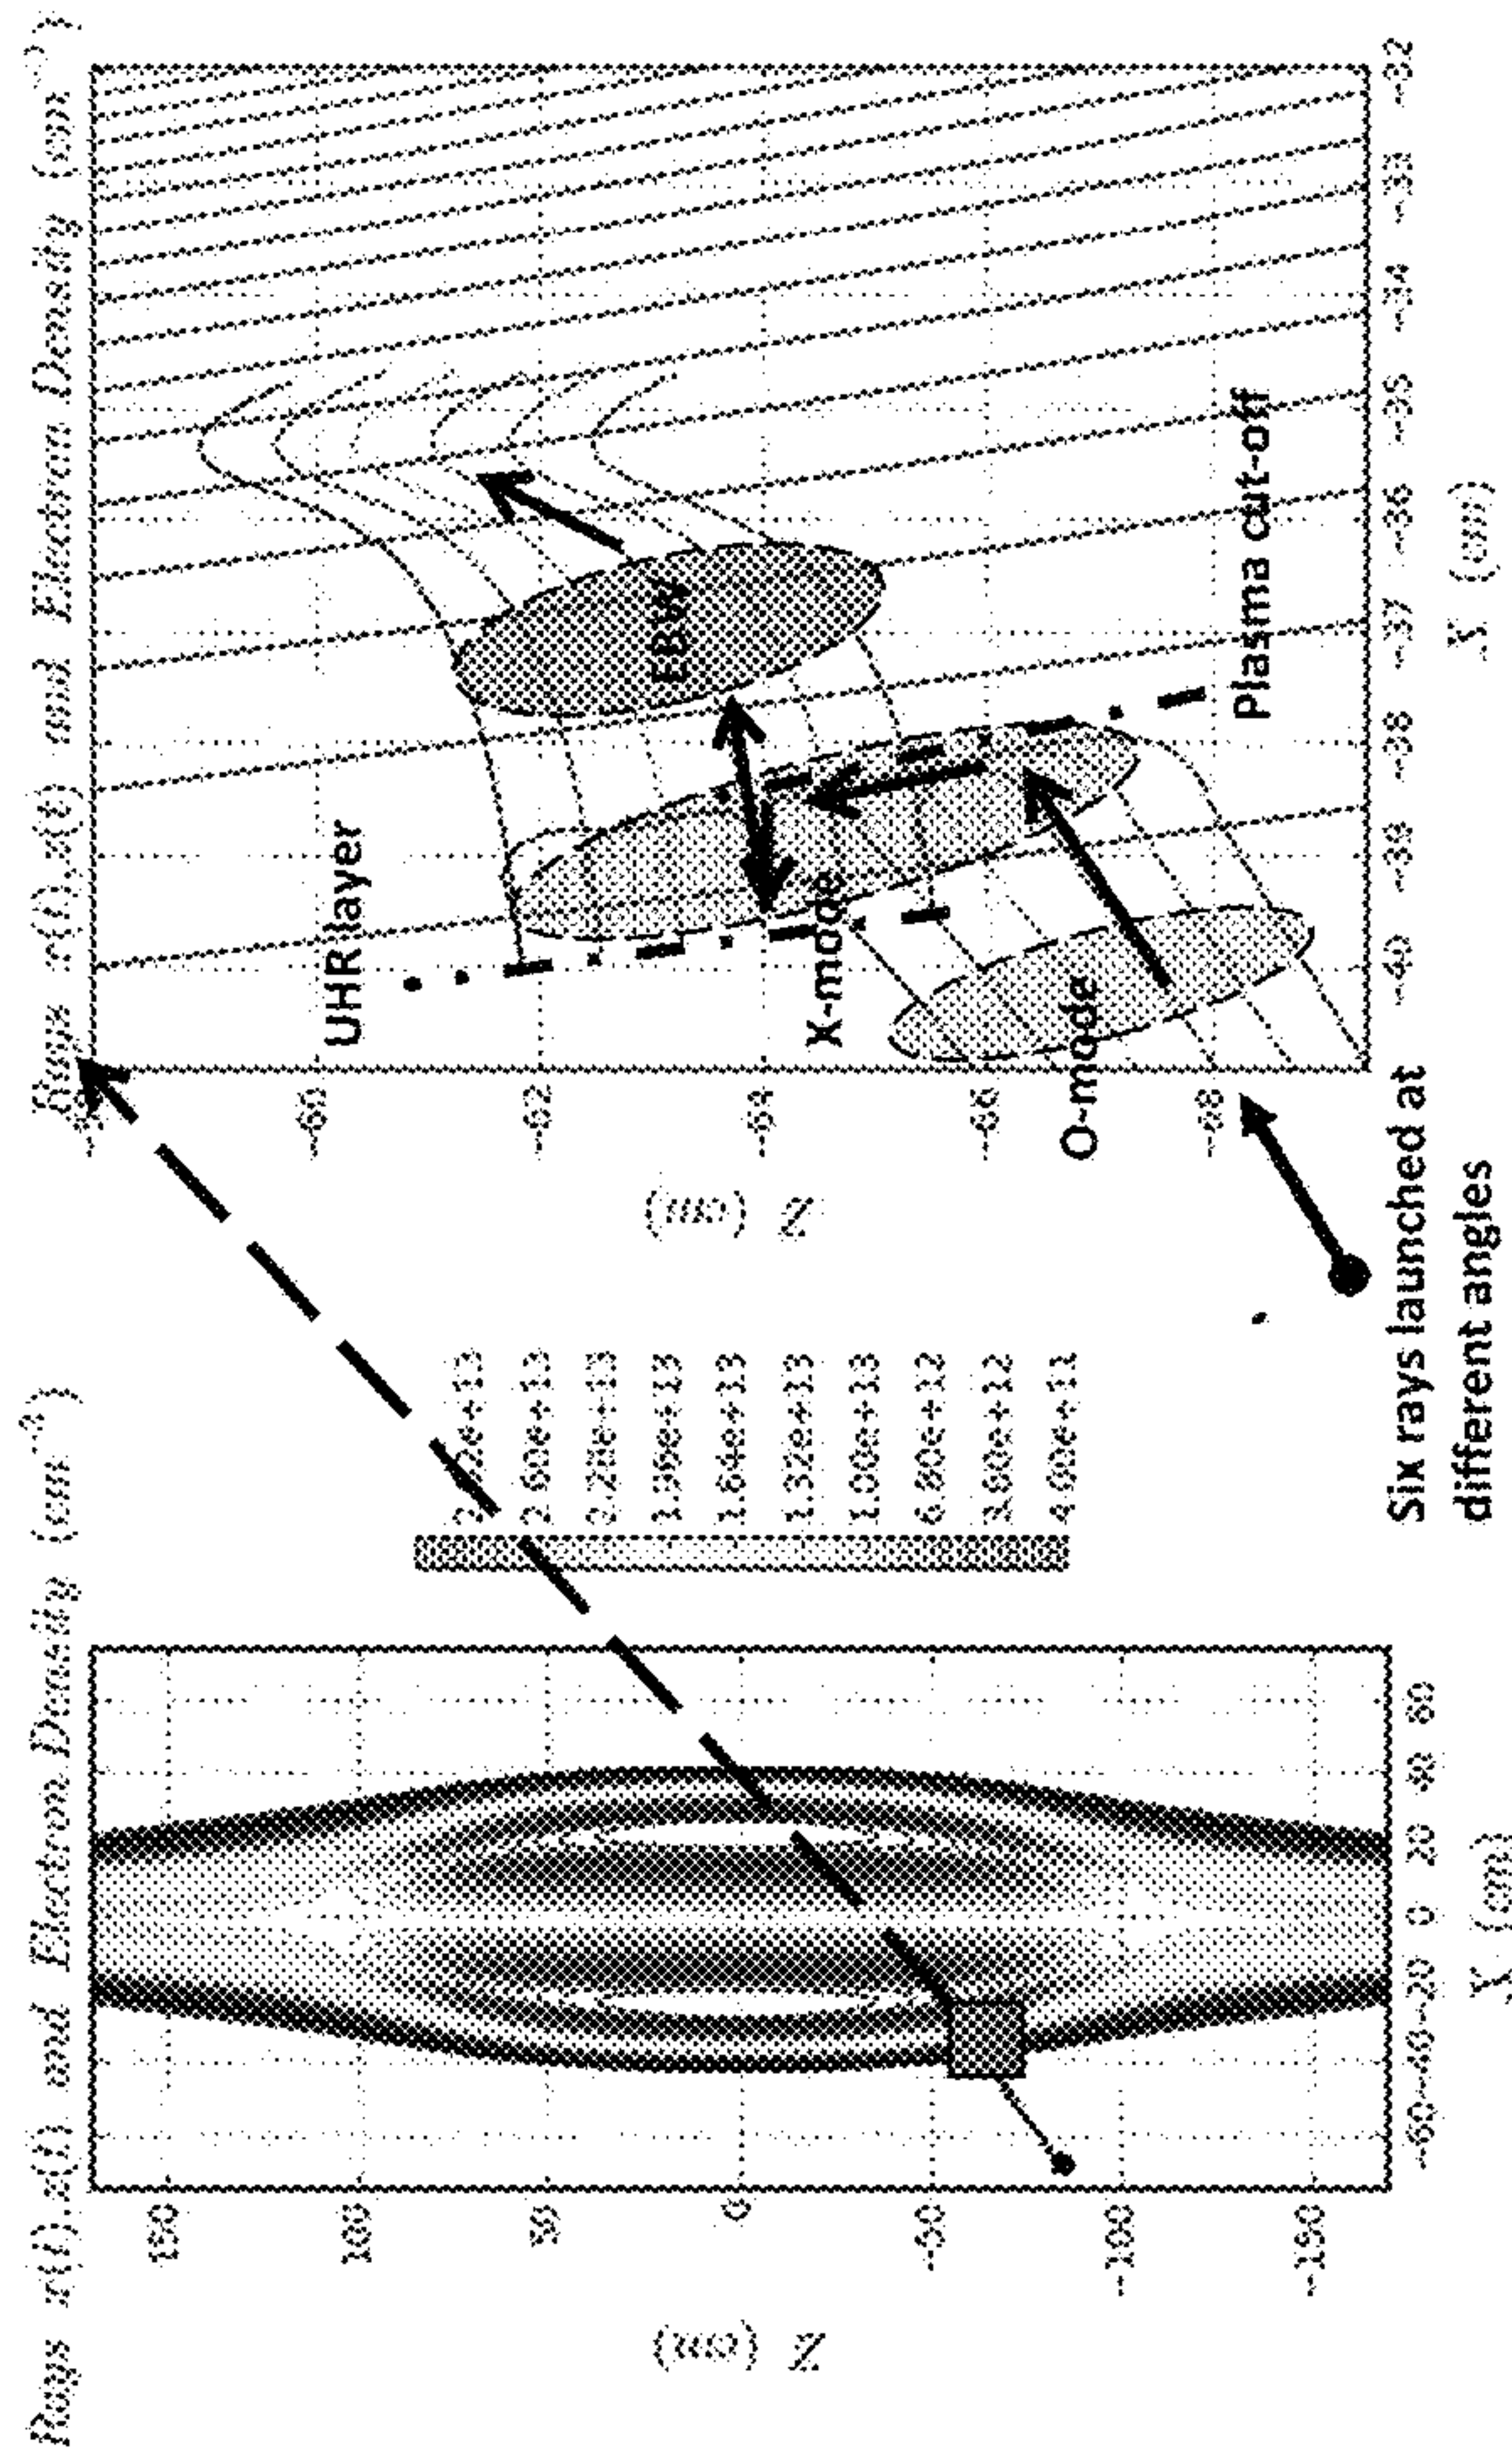 Rays x(t),z(t) and Electron Density (cm⁻³)
150
100
50
0
-50
-100
-150
Z (cm)
-60 -40 -20 0 20 40 60
X (cm)
2.60e+13
2.28e+13
1.96e+13
1.64e+13
1.32e+13
1.00e+13
6.80e+12
3.60e+12
4.00e+11
Rays x(t),z(t) and Electron Density (cm⁻³)
-60
-62
-64
-66
-68
Z (cm)
UHR layer
EBW
X-mode
O-mode
Plasma cut-off
-40 -39 -38 -37 -36 -35 -34 -33 -32
X (cm)
Six rays launched at
different angles